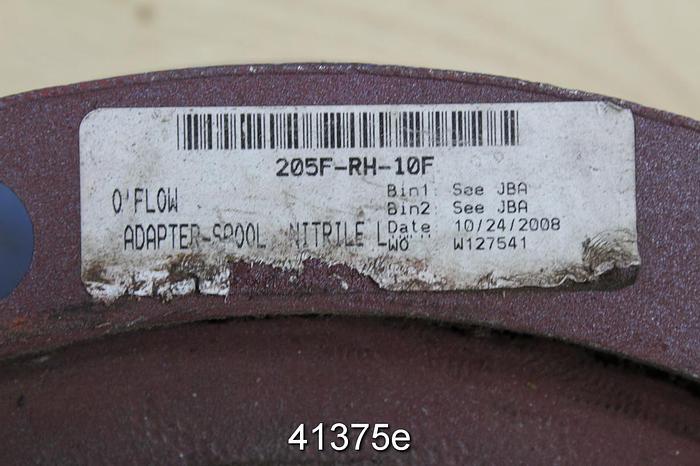 205F-RH-10F
O'FLOW
ADAPTER-SPOOL, NITRILE L
Bin1: See JBA
Bin2: See JBA
Date: 10/24/2008
WO W127541
41375e